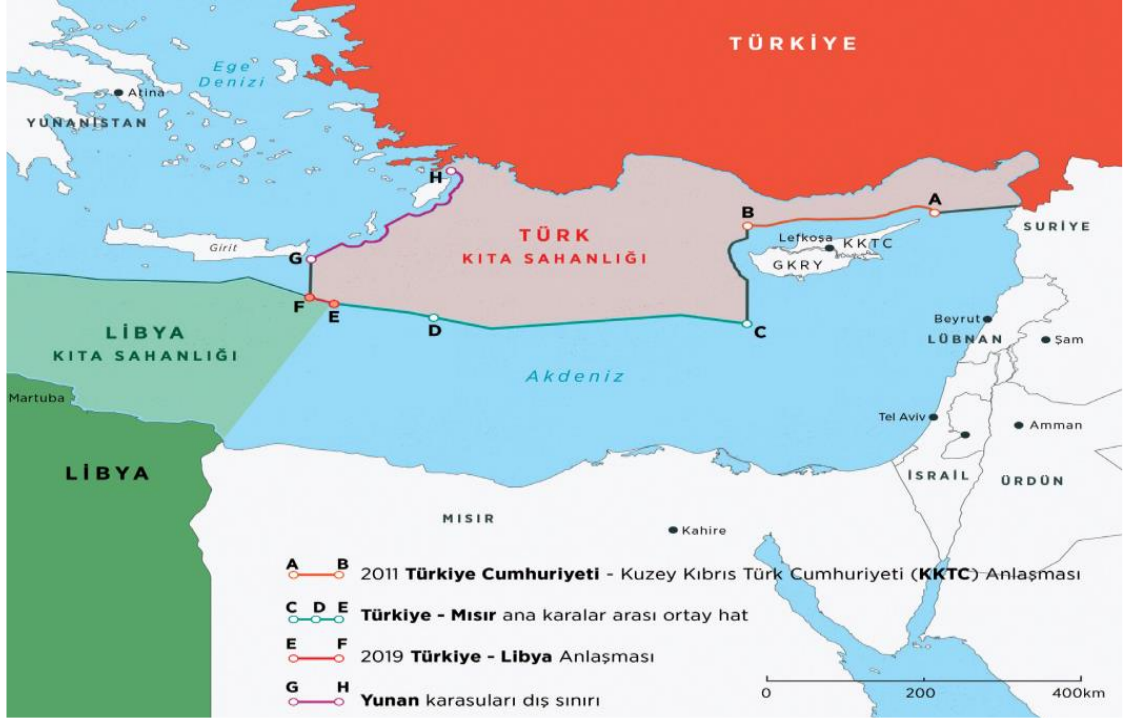 TÜRKİYE
Ege
Denizi
Atina
YUNANİSTAN
H
B
A
TÜRK
KITA SAHANLIĞI
Lefkoşa
KKTC
GKRY
SURİYE
Girit
G
F
E
D
C
LİBYA
KITA SAHANLIĞI
Beyrut
LÜBNAN
Şam
Akdeniz
Martuba
Tel Aviv
Amman
LİBYA
İSRAİL
ÜRDÜN
MISIR
Kahire
A B 2011 Türkiye Cumhuriyeti - Kuzey Kıbrıs Türk Cumhuriyeti (KKTC) Anlaşması
C D E Türkiye - Mısır ana karalar arası ortay hat
E F 2019 Türkiye - Libya Anlaşması
G H Yunan karasuları dış sınırı
0 200 400km